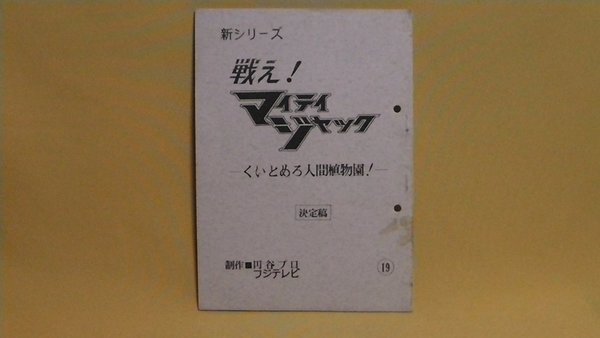 新シリーズ
戦え！
マイティ
ジャック
―くいとめろ人間植物園！―
決定稿
制作■円谷プロ
フジテレビ
19